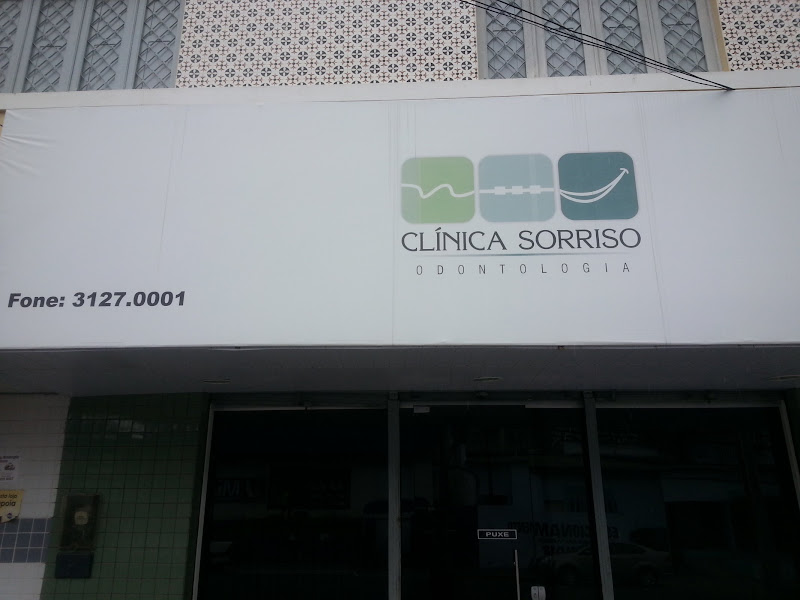 CLÍNICA SORRISO
ODONTOLOGIA
Fone: 3127.0001
PUXE